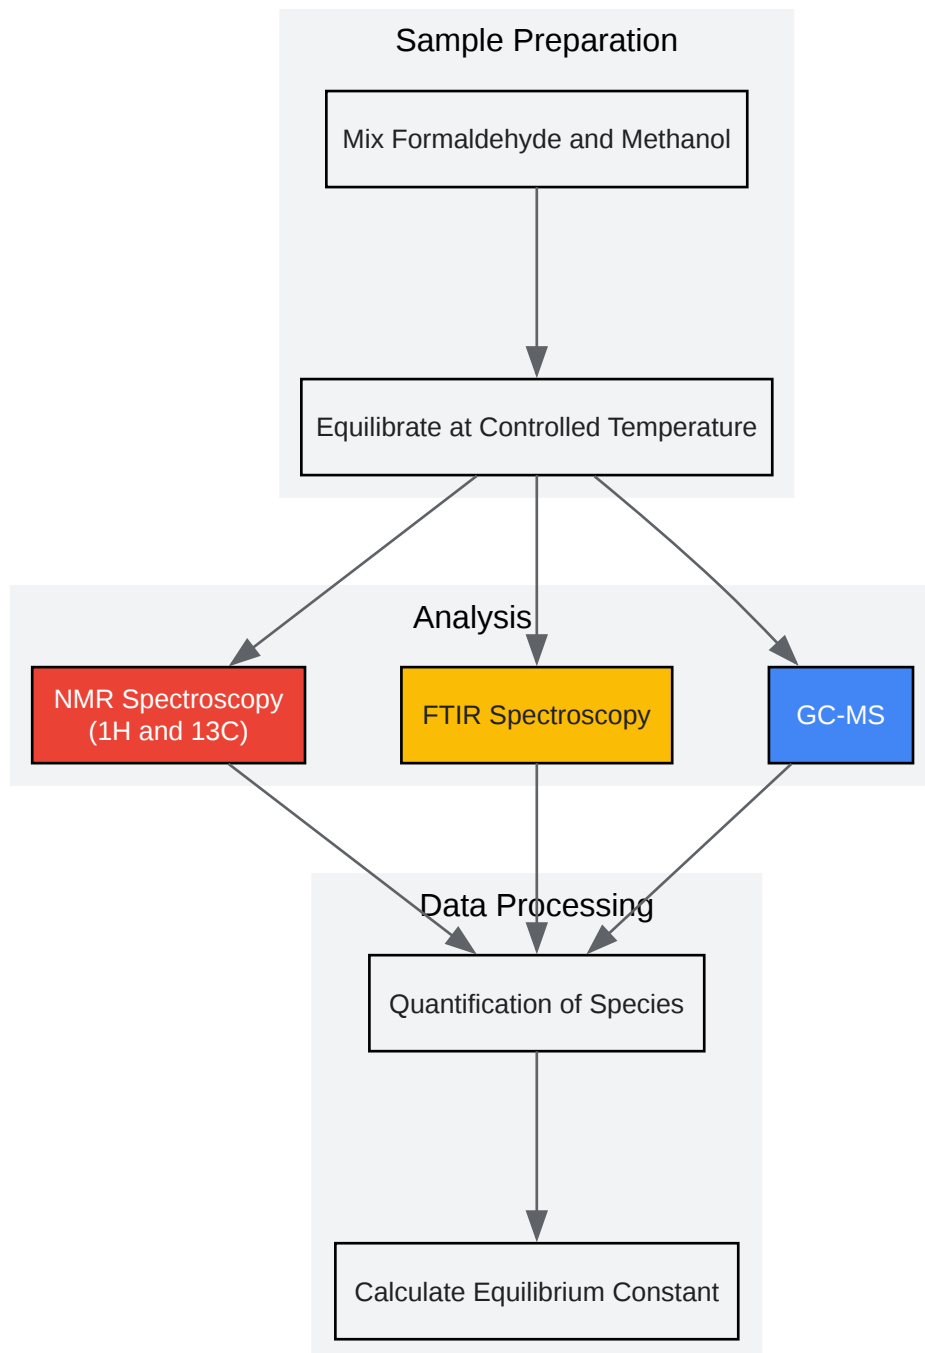 Sample Preparation
Mix Formaldehyde and Methanol
Equilibrate at Controlled Temperature
Analysis
NMR Spectroscopy
(1H and 13C)
FTIR Spectroscopy
GC-MS
Data Processing
Quantification of Species
Calculate Equilibrium Constant